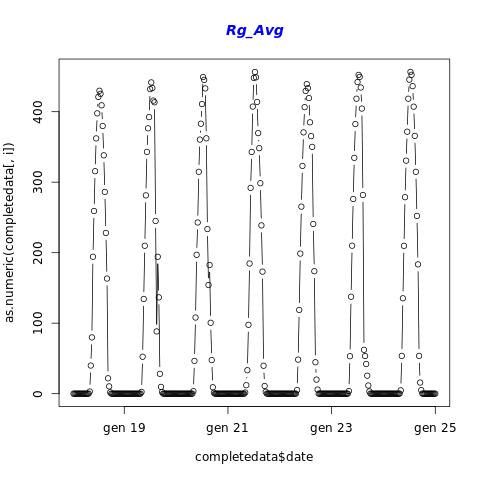 Rg_Avg
as.numeric(completedata[, i])
400
300
200
100
0
gen 19
gen 21
gen 23
gen 25
completedata$date